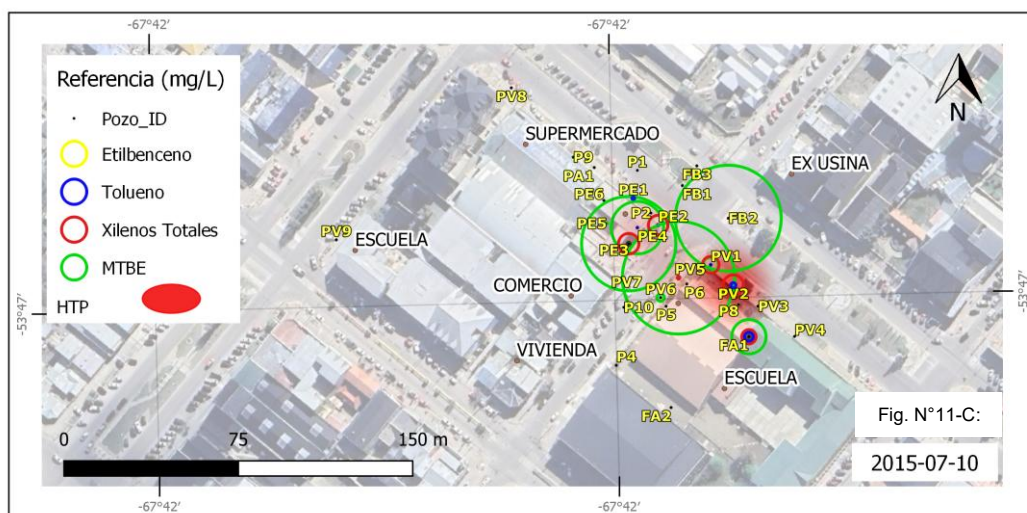 -67°42' -67°42'
Referencia (mg/L)
Pozo_ID
Etilbenceno
Tolueno
Xilenos Totales
MTBE
HTP
-53°47'
-53°47'
N
PV8
SUPERMERCADO
P9
P1
PA1
FB3
EX USINA
PE6
PE1
FB1
P2
PE2
FB2
PE5
PE4
PV9
ESCUELA
PE3
PV1
PV5
COMERCIO
PV7
PV6
P6
PV2
P10
P5
P8
PV3
FA1
PV4
VIVIENDA
P4
ESCUELA
FA2
Fig. N°11-C:
2015-07-10
0 75 150 m
-67°42' -67°42'